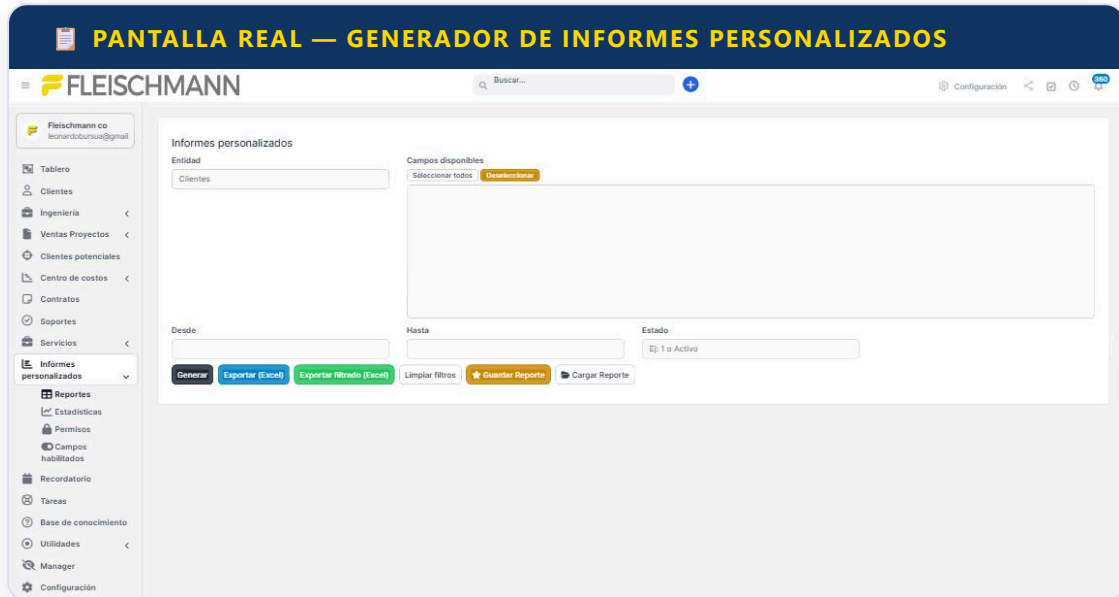 PANTALLA REAL — GENERADOR DE INFORMES PERSONALIZADOS
FLEISCHMANN
Buscar...
Configuración
360
Fleischmann co
leonardobursua@gmail
Tablero
Clientes
Ingeniería
Ventas Proyectos
Clientes potenciales
Centro de costos
Contratos
Soportes
Servicios
Informes
personalizados
Reportes
Estadísticas
Permisos
Campos
habilitados
Recordatorio
Tareas
Base de conocimiento
Utilidades
Manager
Configuración
Informes personalizados
Entidad
Clientes
Campos disponibles
Seleccionar todos
Deseleccionar
Desde
Hasta
Estado
Ej: 1 o Activo
Generar
Exportar (Excel)
Exportar filtrado (Excel)
Limpiar filtros
Guardar Reporte
Cargar Reporte